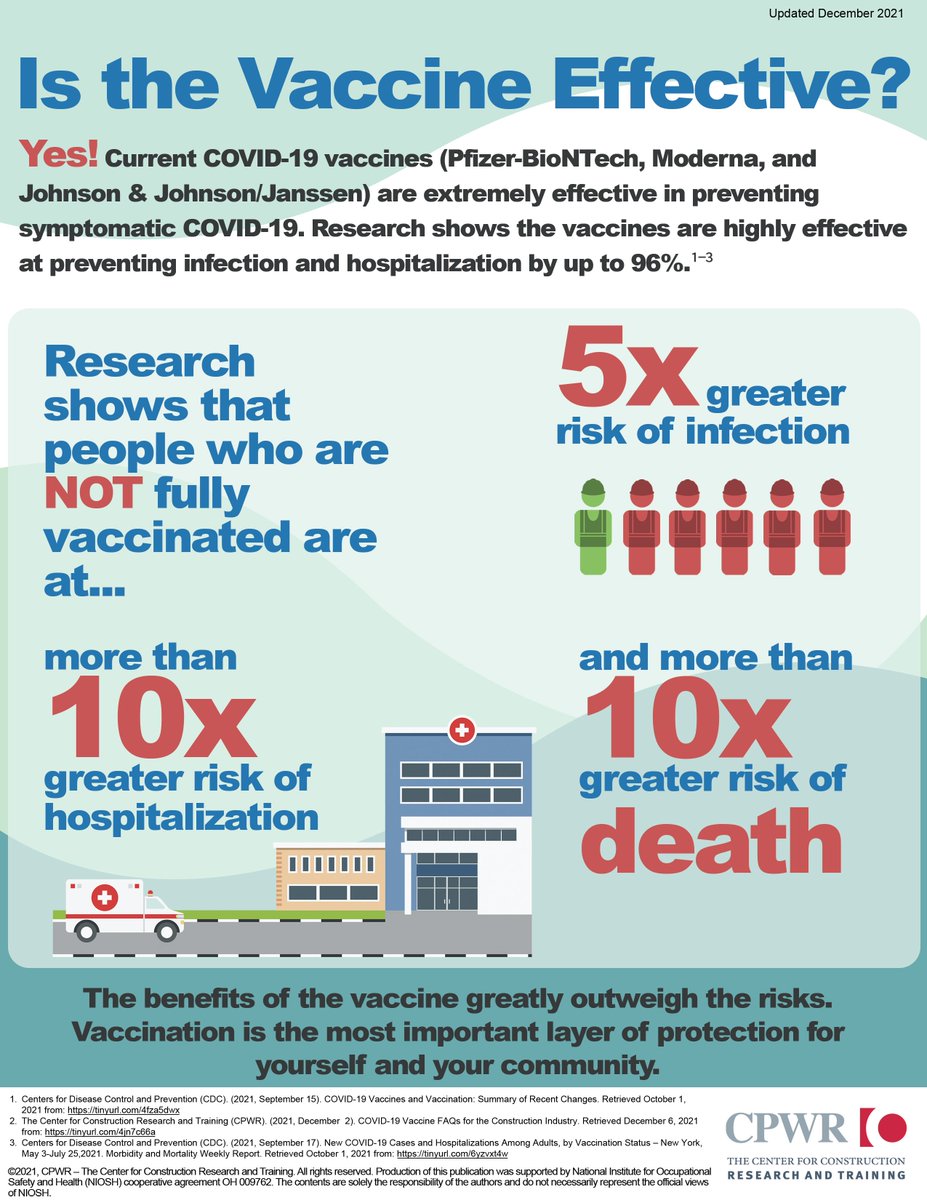 Updated December 2021
Is the Vaccine Effective?
Yes! Current COVID-19 vaccines (Pfizer-BioNTech, Moderna, and
Johnson & Johnson/Janssen) are extremely effective in preventing
symptomatic COVID-19. Research shows the vaccines are highly effective
at preventing infection and hospitalization by up to 96%.1–3
Research
shows that
people who are
NOT fully
vaccinated are
at...
5x greater
risk of infection
more than
10x
greater risk of
hospitalization
and more than
10x
greater risk of
death
The benefits of the vaccine greatly outweigh the risks.
Vaccination is the most important layer of protection for
yourself and your community.
1. Centers for Disease Control and Prevention (CDC). (2021, September 15). COVID-19 Vaccines and Vaccination: Summary of Recent Changes. Retrieved October 1,
2021 from: https://tinyurl.com/4fza5dwx
2. The Center for Construction Research and Training (CPWR). (2021, December 2). COVID-19 Vaccine FAQs for the Construction Industry. Retrieved December 6, 2021
from: https://tinyurl.com/4jn7c66a
3. Centers for Disease Control and Prevention (CDC). (2021, September 17). New COVID-19 Cases and Hospitalizations Among Adults, by Vaccination Status – New York,
May 3-July 25,2021. Morbidity and Mortality Weekly Report. Retrieved October 1, 2021 from: https://tinyurl.com/6yzvxt4w
©2021, CPWR – The Center for Construction Research and Training. All rights reserved. Production of this publication was supported by National Institute for Occupational
Safety and Health (NIOSH) cooperative agreement OH 009762. The contents are solely the responsibility of the authors and do not necessarily represent the official views
of NIOSH.
CPWR
THE CENTER FOR CONSTRUCTION
RESEARCH AND TRAINING